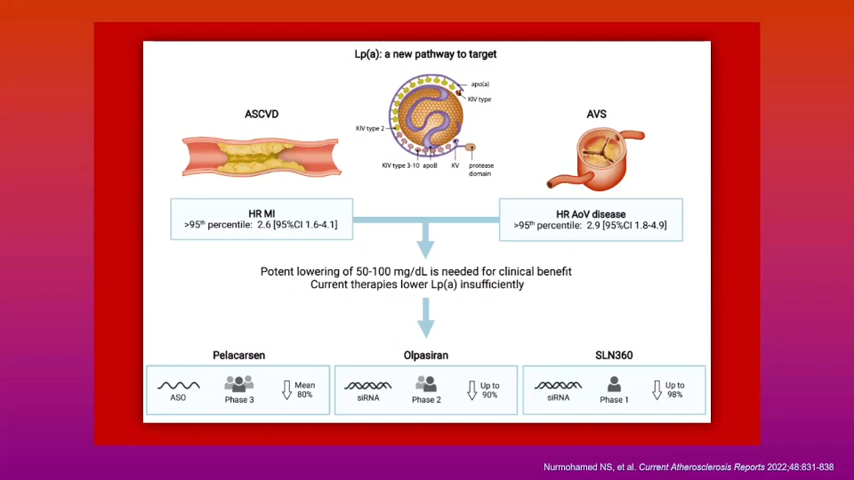 Lp(a): a new pathway to target
ASCVD
apo(a)
KIV type
KIV type 2
KIV type 3-10 apoB KV protease
domain
AVS
HR MI
>95th percentile: 2.6 [95%CI 1.6-4.1]
HR AoV disease
>95th percentile: 2.9 [95%CI 1.8-4.9]
Potent lowering of 50-100 mg/dL is needed for clinical benefit
Current therapies lower Lp(a) insufficiently
Pelacarsen
ASO
Phase 3
Mean
80%
Olpasiran
siRNA
Phase 2
Up to
90%
SLN360
siRNA
Phase 1
Up to
98%
Nurmohamed NS, et al. Current Atherosclerosis Reports 2022;48:831-838